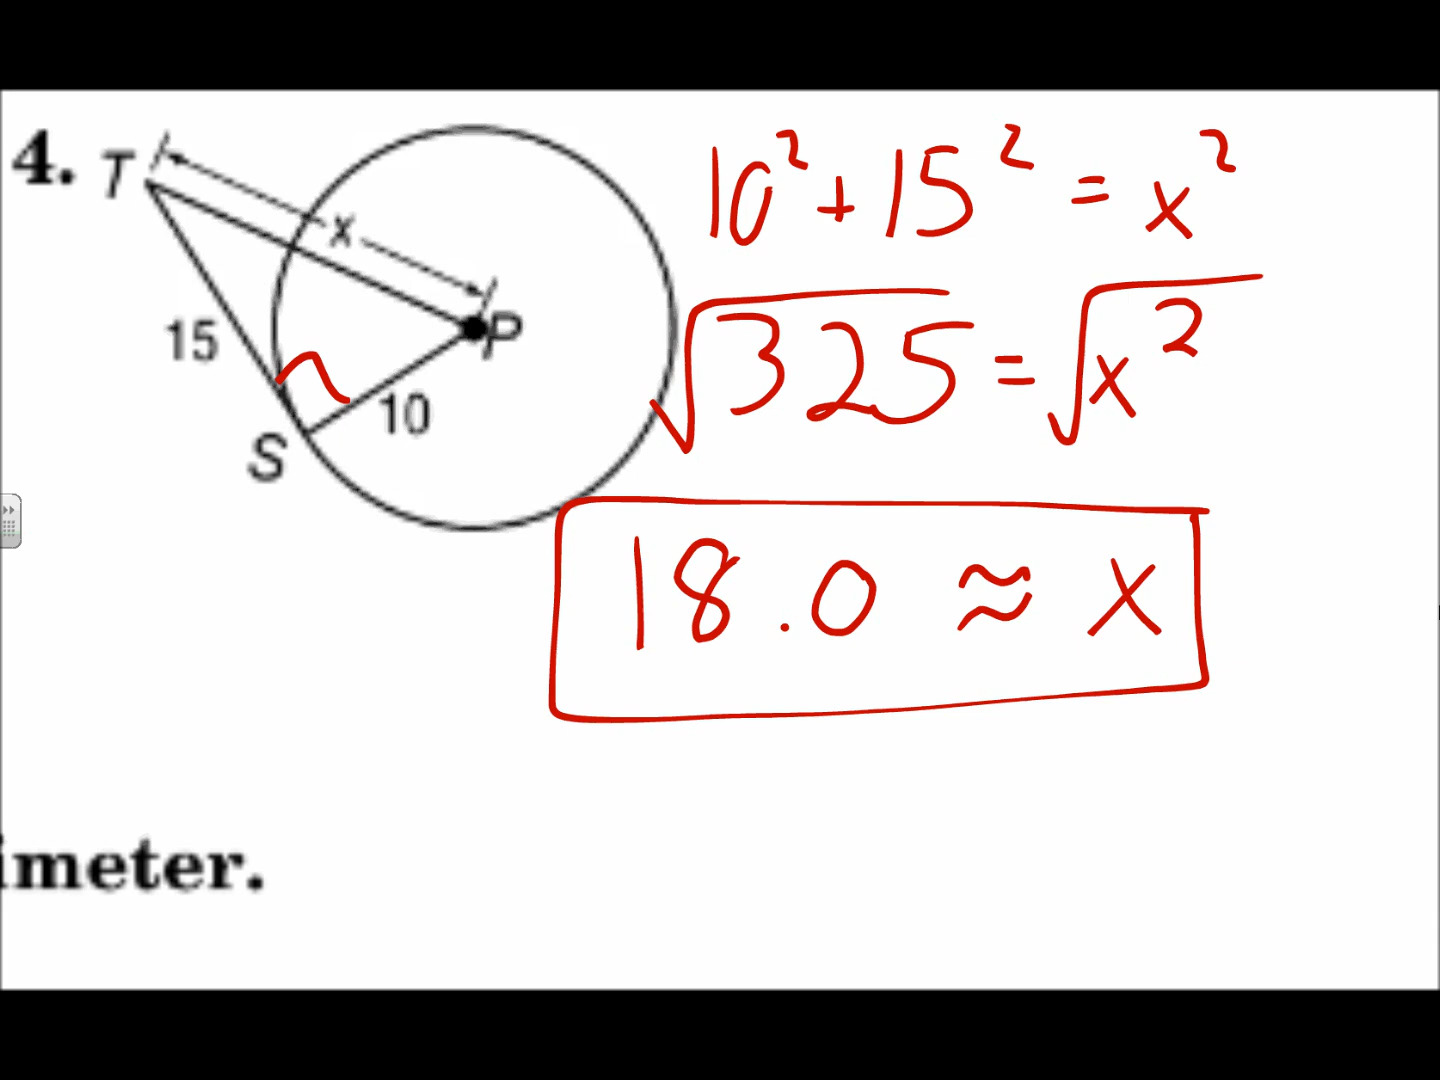 4. T
x
15
P
10
S
10² + 15² = x²
√325 = √x²
18.0 ≈ x
imeter.